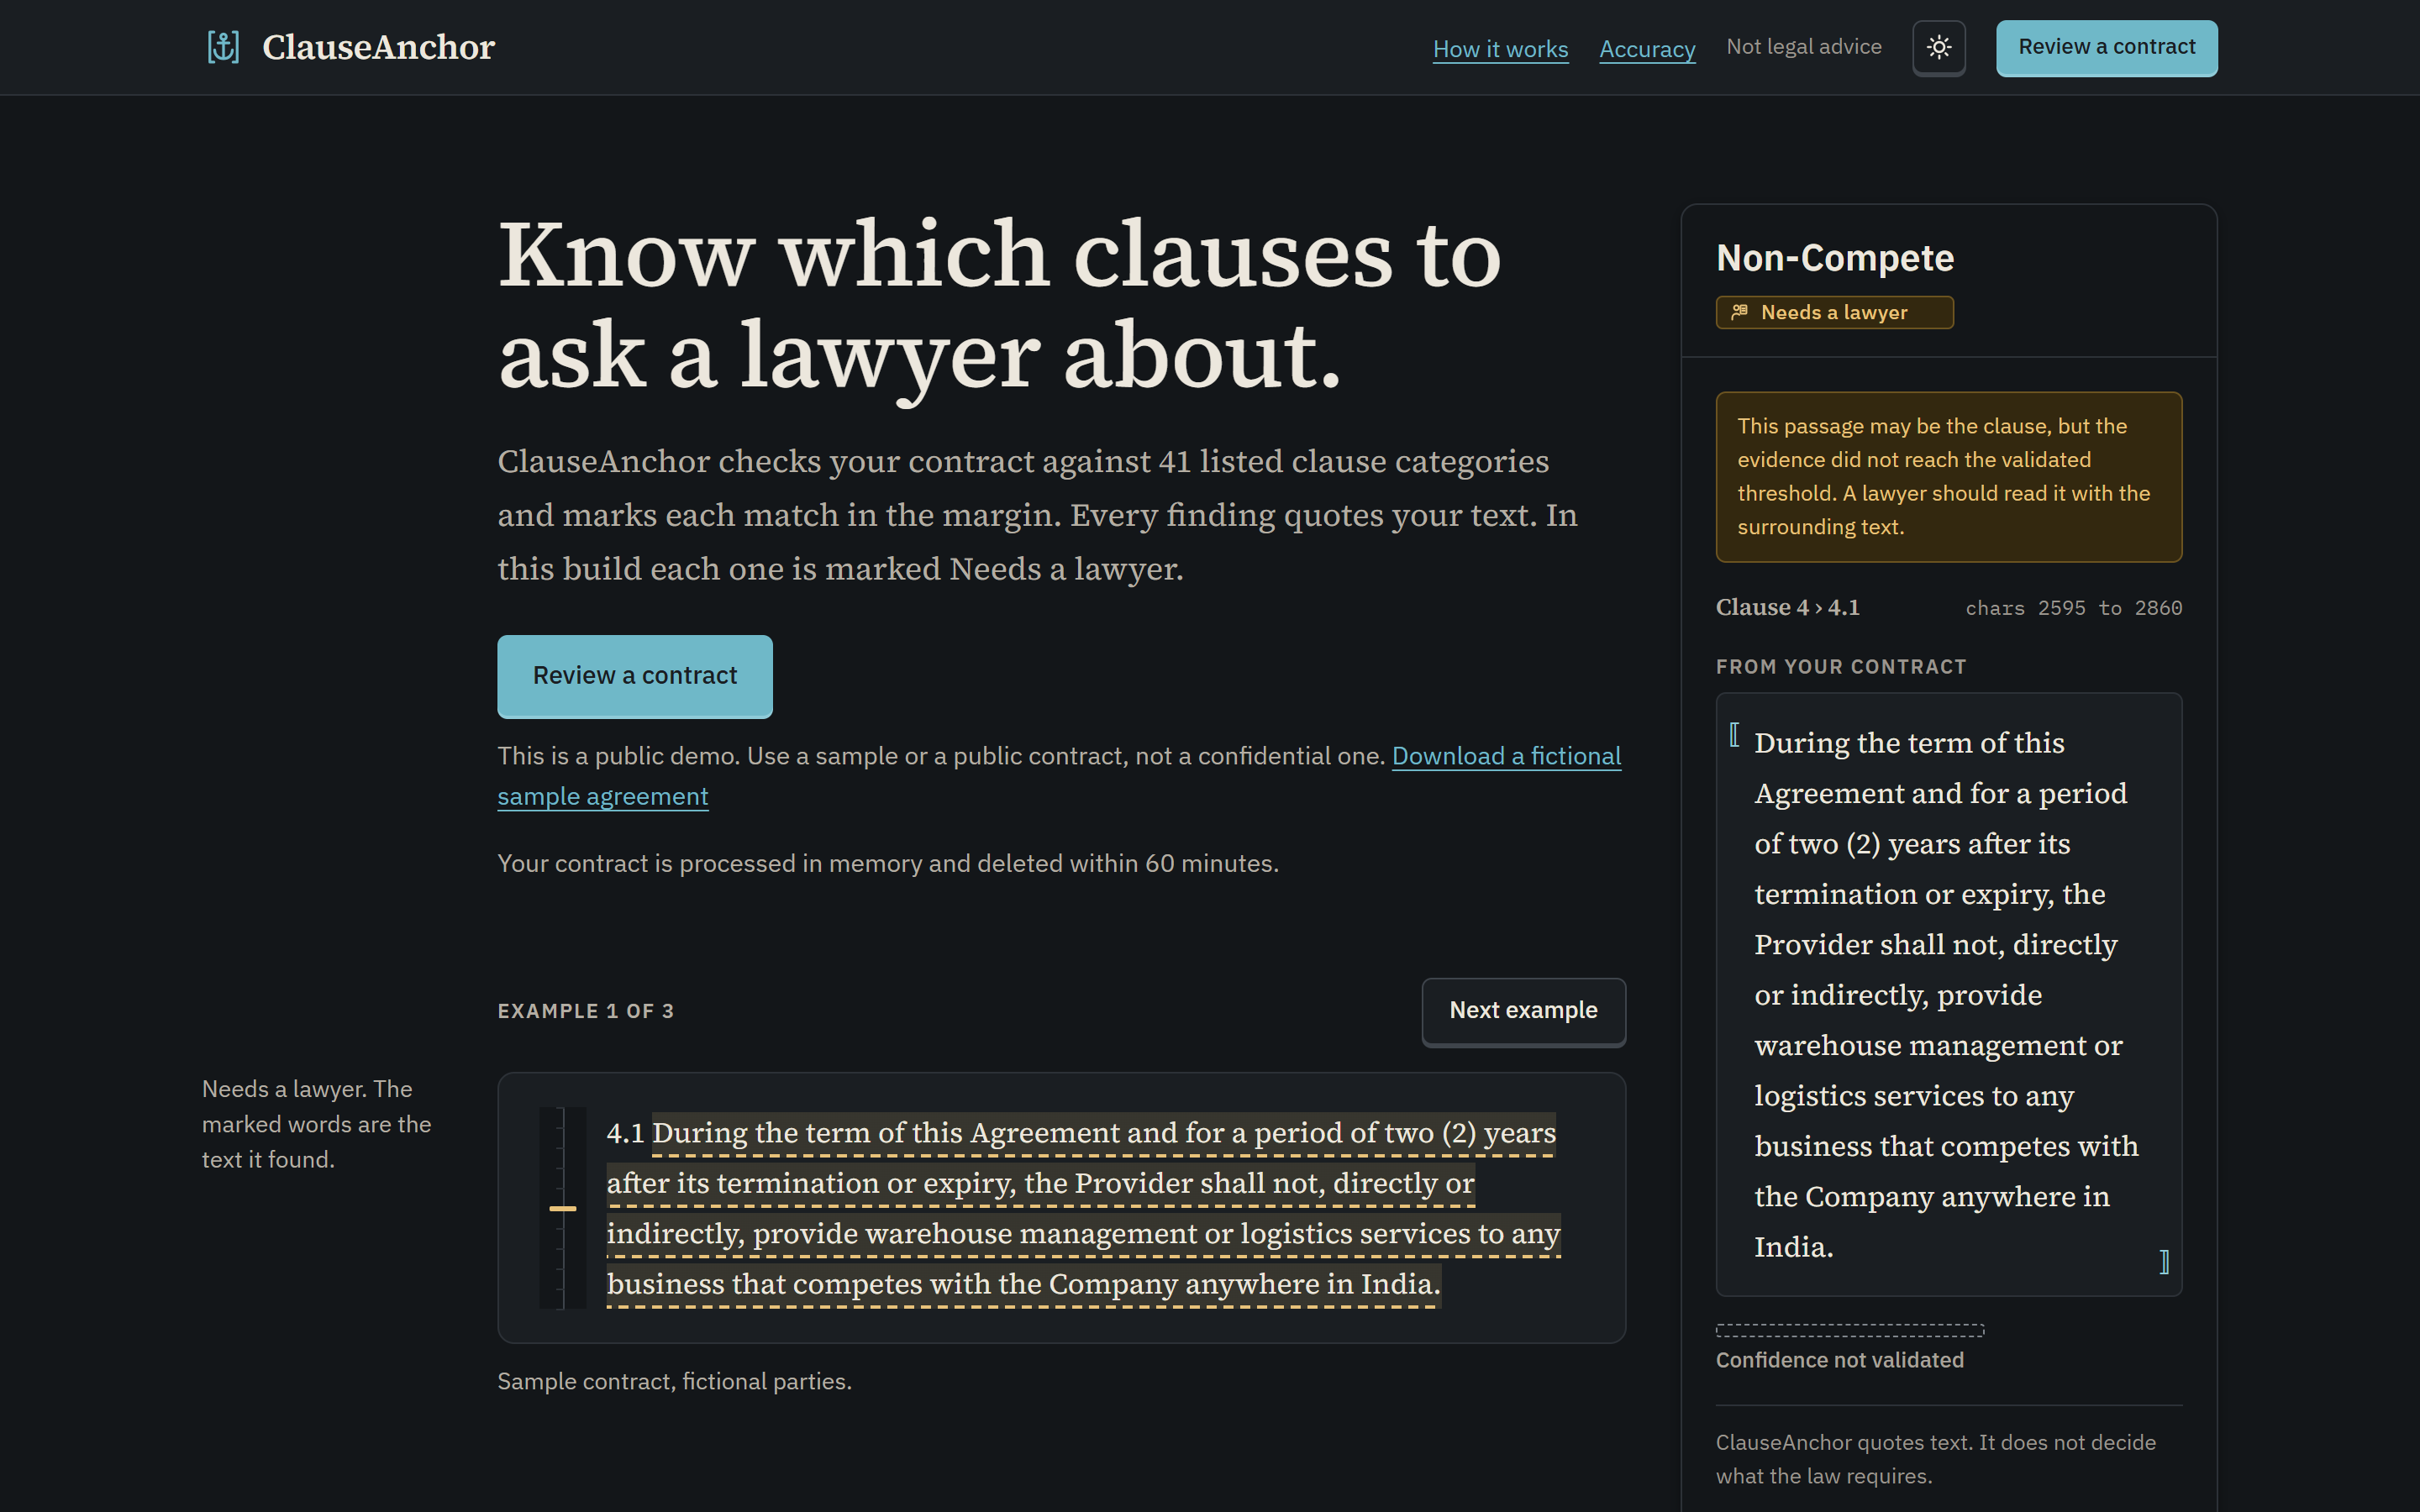 ClauseAnchor
How it works
Accuracy
Not legal advice
Review a contract
Know which clauses to
ask a lawyer about.
ClauseAnchor checks your contract against 41 listed clause categories
and marks each match in the margin. Every finding quotes your text. In
this build each one is marked Needs a lawyer.
Review a contract
This is a public demo. Use a sample or a public contract, not a confidential one. Download a fictional
sample agreement
Your contract is processed in memory and deleted within 60 minutes.
EXAMPLE 1 OF 3
Next example
Needs a lawyer. The
marked words are the
text it found.
4.1 During the term of this Agreement and for a period of two (2) years
after its termination or expiry, the Provider shall not, directly or
indirectly, provide warehouse management or logistics services to any
business that competes with the Company anywhere in India.
Sample contract, fictional parties.
Non-Compete
Needs a lawyer
This passage may be the clause, but the
evidence did not reach the validated
threshold. A lawyer should read it with the
surrounding text.
Clause 4 › 4.1
chars 2595 to 2860
FROM YOUR CONTRACT
⟦ During the term of this
Agreement and for a period
of two (2) years after its
termination or expiry, the
Provider shall not, directly
or indirectly, provide
warehouse management or
logistics services to any
business that competes with
the Company anywhere in
India. ⟧
Confidence not validated
ClauseAnchor quotes text. It does not decide
what the law requires.